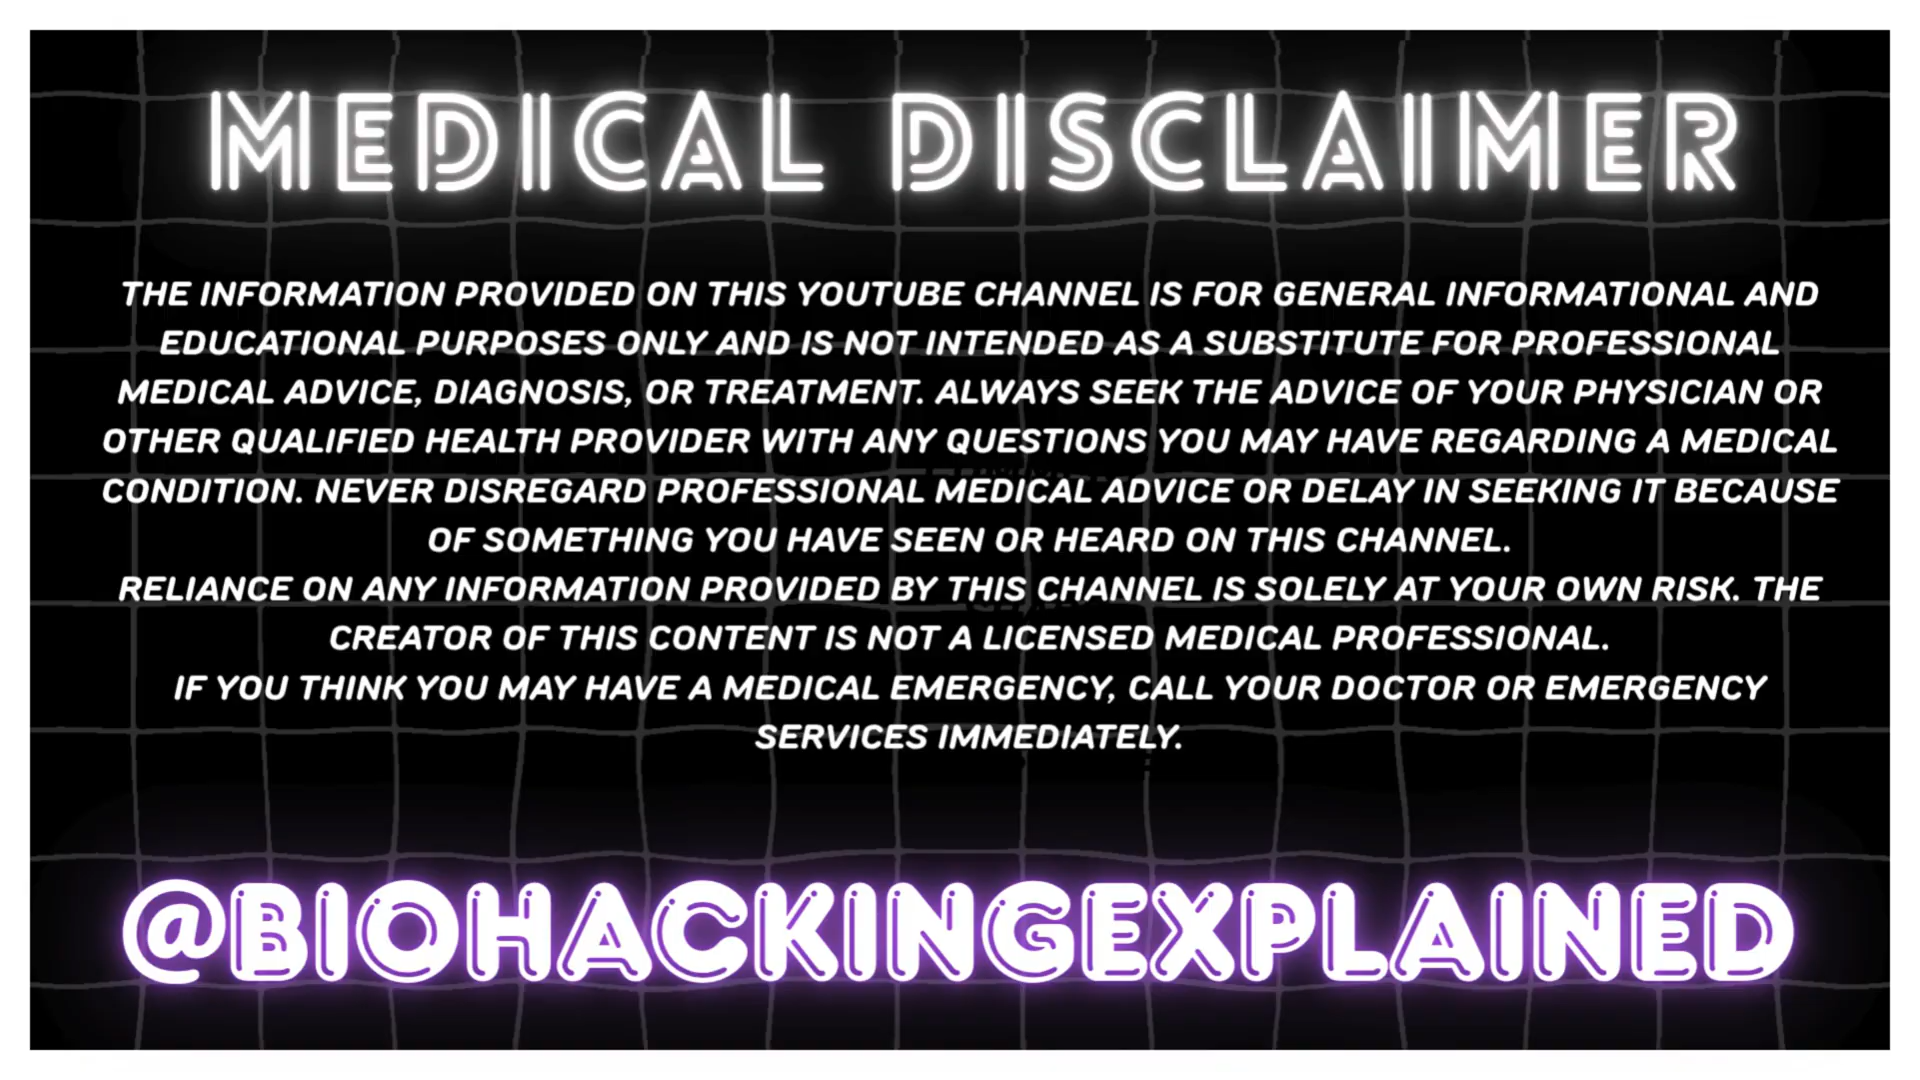 MEDICAL DISCLAIMER
THE INFORMATION PROVIDED ON THIS YOUTUBE CHANNEL IS FOR GENERAL INFORMATIONAL AND
EDUCATIONAL PURPOSES ONLY AND IS NOT INTENDED AS A SUBSTITUTE FOR PROFESSIONAL
MEDICAL ADVICE, DIAGNOSIS, OR TREATMENT. ALWAYS SEEK THE ADVICE OF YOUR PHYSICIAN OR
OTHER QUALIFIED HEALTH PROVIDER WITH ANY QUESTIONS YOU MAY HAVE REGARDING A MEDICAL
CONDITION. NEVER DISREGARD PROFESSIONAL MEDICAL ADVICE OR DELAY IN SEEKING IT BECAUSE
OF SOMETHING YOU HAVE SEEN OR HEARD ON THIS CHANNEL.
RELIANCE ON ANY INFORMATION PROVIDED BY THIS CHANNEL IS SOLELY AT YOUR OWN RISK. THE
CREATOR OF THIS CONTENT IS NOT A LICENSED MEDICAL PROFESSIONAL.
IF YOU THINK YOU MAY HAVE A MEDICAL EMERGENCY, CALL YOUR DOCTOR OR EMERGENCY
SERVICES IMMEDIATELY.
@BIOHACKINGEXPLAINED